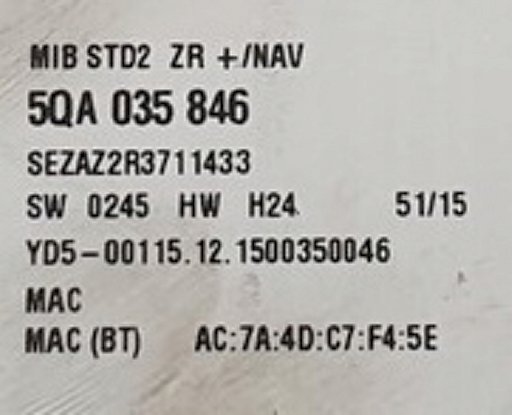 MIB STD2 ZR +/NAV
5QA 035 846
SEZAZ2R3711433
SW 0245 HW H24 51/15
YD5-00115.12.1500350046
MAC
MAC (BT) AC:7A:4D:C7:F4:5E